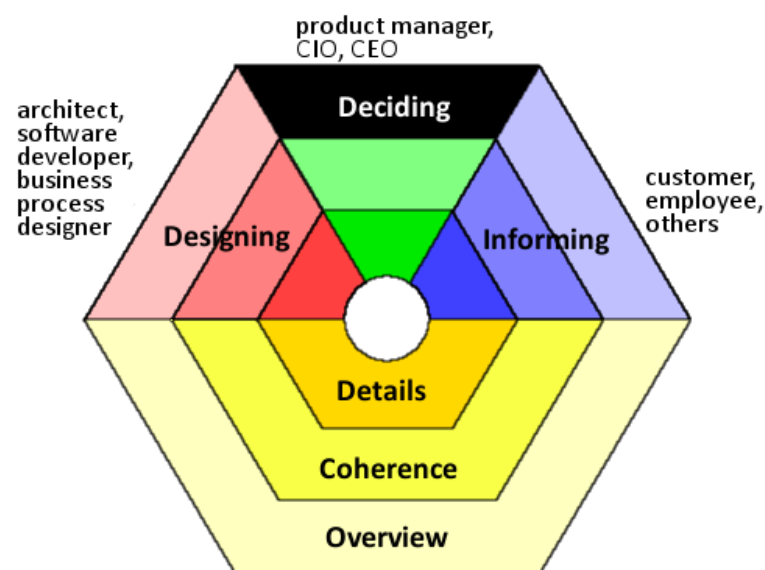 product manager,
CIO, CEO
Deciding
architect,
software
developer,
business
process
designer
customer,
employee,
others
Designing
Informing
Details
Coherence
Overview